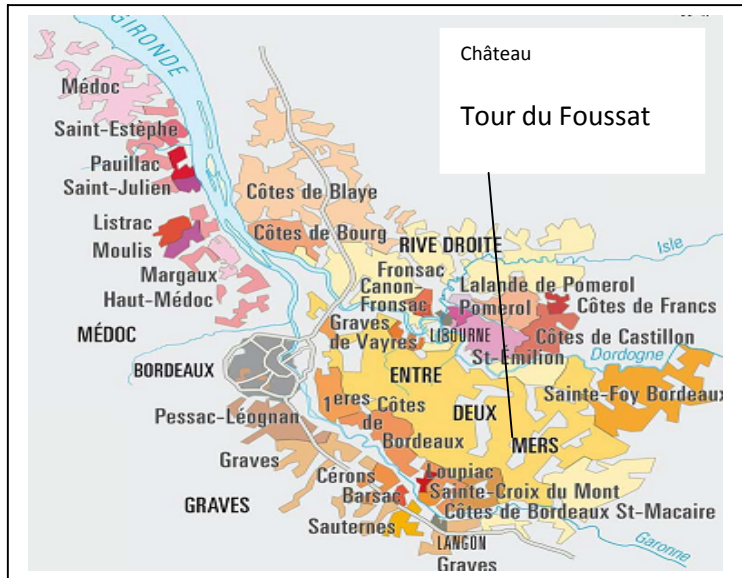 Château
Tour du Foussat
GIRONDE
Médoc
Saint-Estèphe
Pauillac
Saint-Julien
Listrac
Moulis
Margaux
Haut-Médoc
MÉDOC
Côtes de Blaye
Côtes de Bourg
RIVE DROITE
Isle
Fronsac
Canon-
Fronsac
Lalande de Pomerol
Pomerol
Côtes de Francs
Graves
de Vayres
LIBOURNE
Côtes de Castillon
St-Emilion
Dordogne
BORDEAUX
ENTRE
DEUX
MERS
Sainte-Foy Bordeaux
1eres Côtes
de
Bordeaux
Pessac-Léognan
Graves
GRAVES
Cérons
Barsac
Loupiac
Sainte-Croix du Mont
Côtes de Bordeaux St-Macaire
Sauternes
LANGON
Graves
Garonne